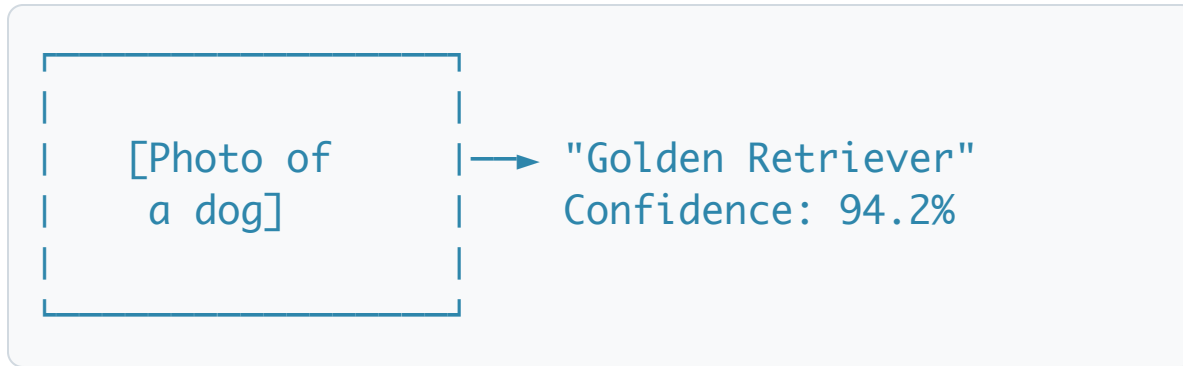 [Photo of "Golden Retriever"
a dog] Confidence: 94.2%